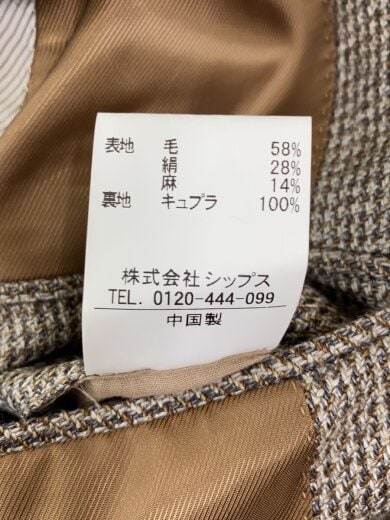 表地 毛 58%
絹 28%
麻 14%
裏地 キュプラ 100%
株式会社シップス
TEL. 0120-444-099
中国製